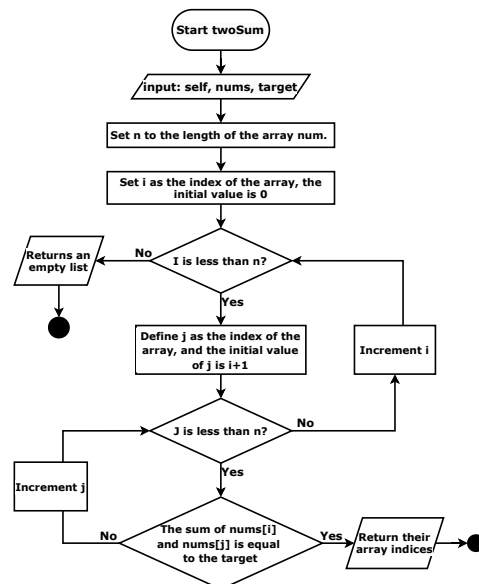 Start twoSum
input: self, nums, target
Set n to the length of the array num.
Set i as the index of the array, the
initial value is 0
Returns an
empty list
No
I is less than n?
Yes
Define j as the index of the
array, and the initial value
of j is i+1
Increment i
J is less than n?
No
Yes
Increment j
No
The sum of nums[i]
and nums[j] is equal
to the target
Yes
Return their
array indices